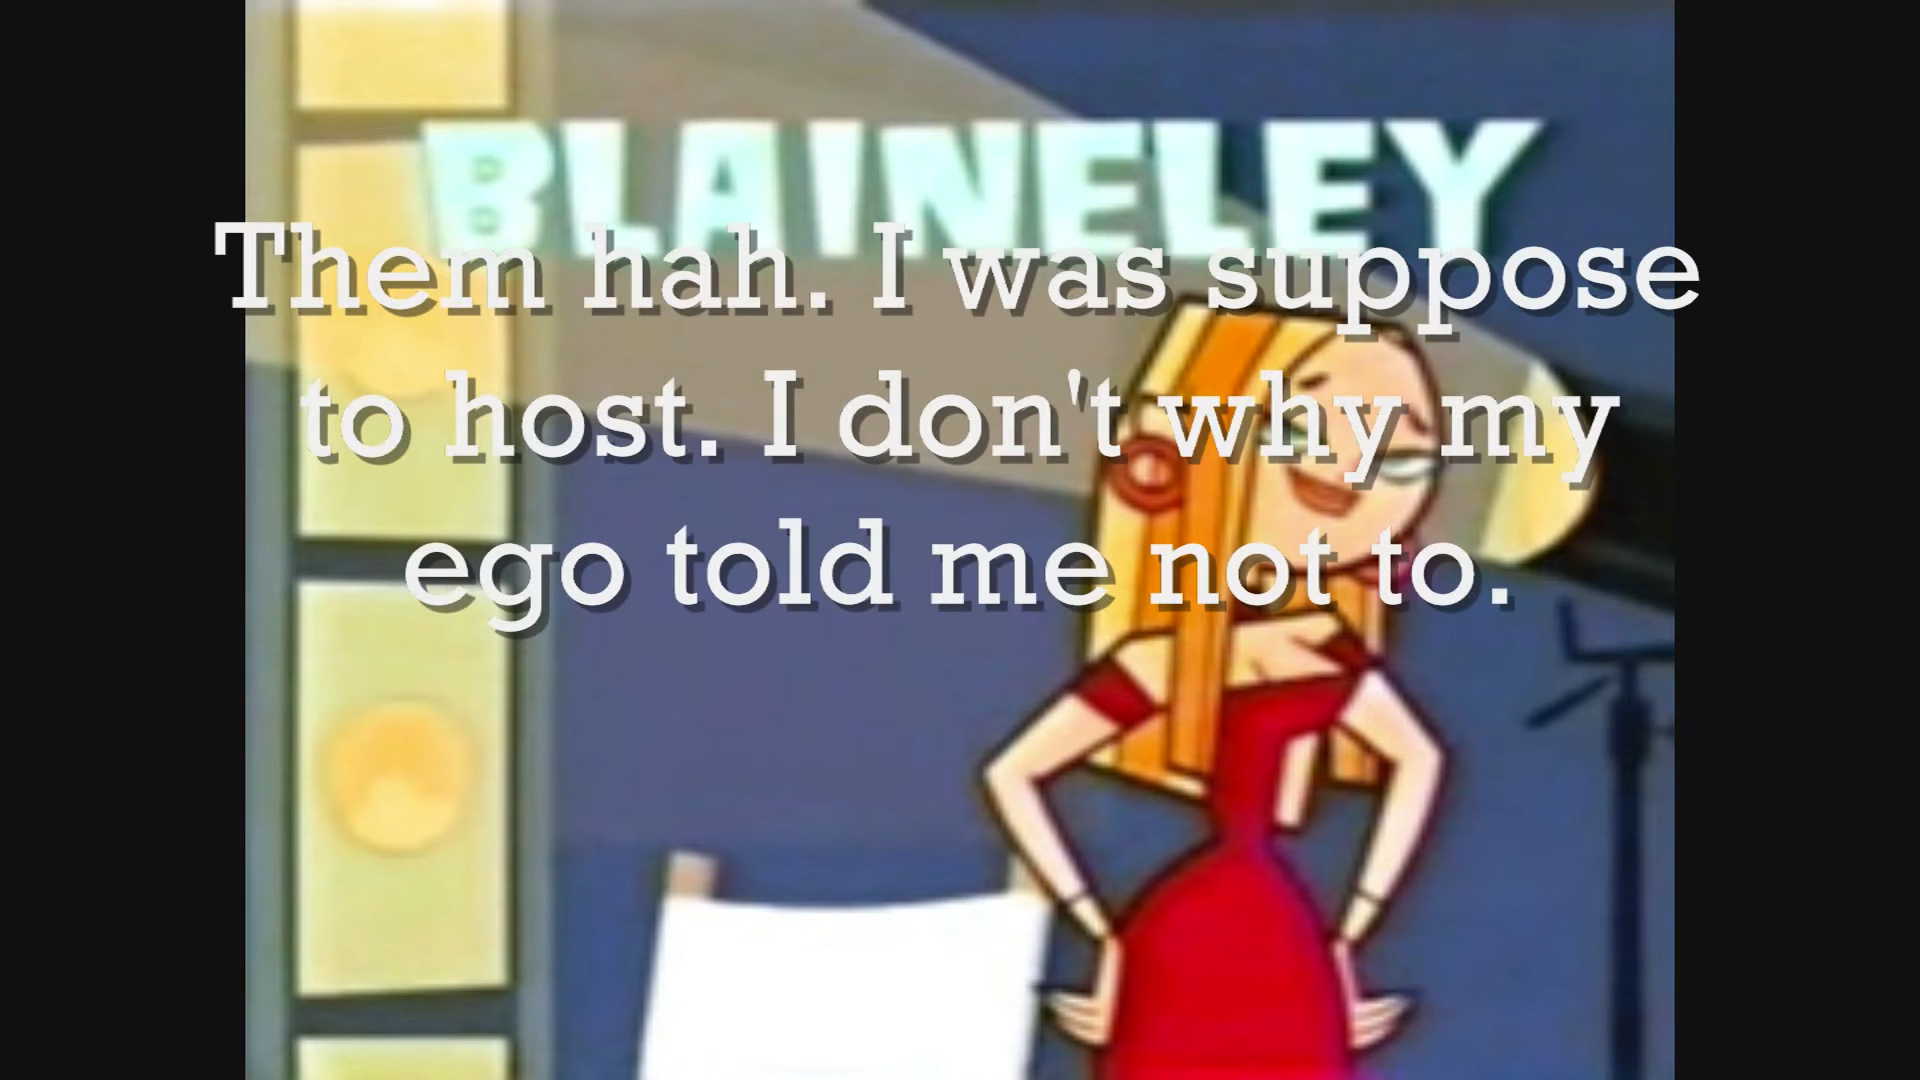 BLAINELEY
Them hah. I was suppose
to host. I don't why my
ego told me not to.